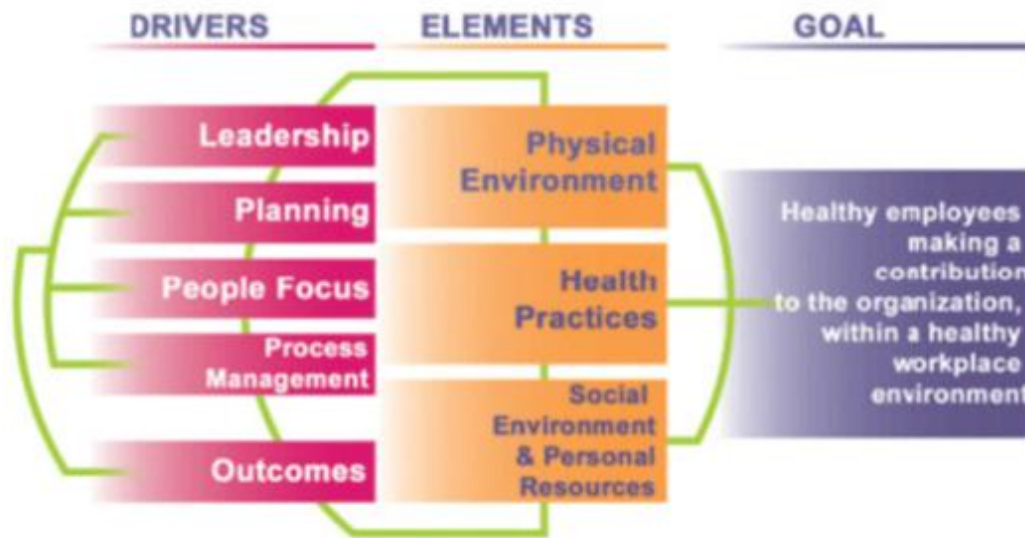 DRIVERS
ELEMENTS
GOAL
Leadership
Planning
People Focus
Process
Management
Outcomes
Physical
Environment
Health
Practices
Social
Environment
& Personal
Resources
Healthy employees
making a
contribution
to the organization,
within a healthy
workplace
environment